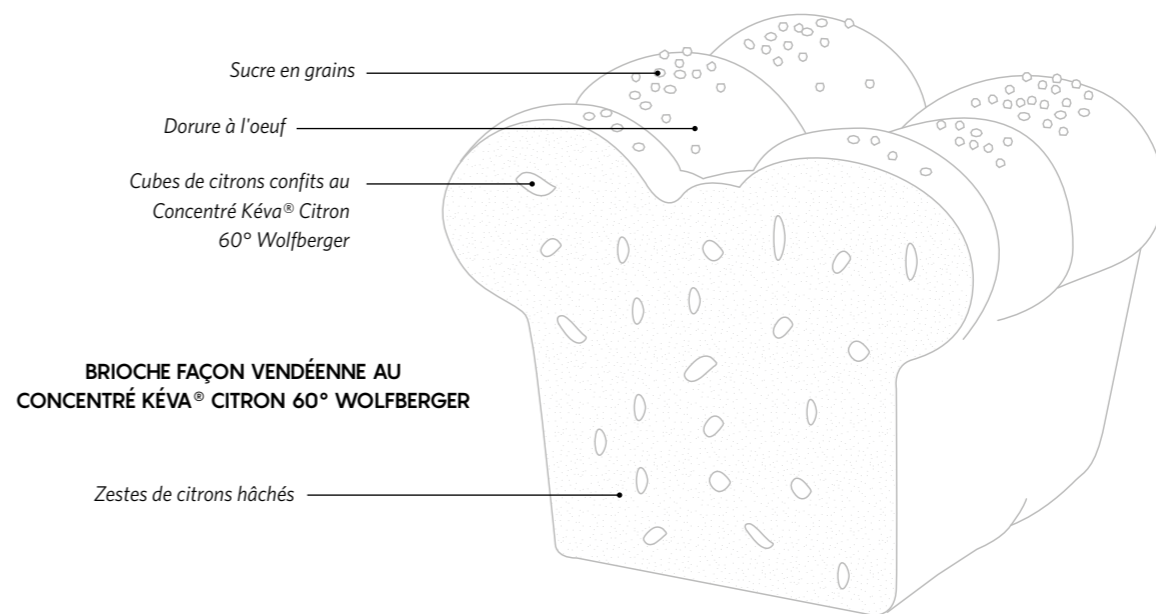 Sucre en grains
Dorure à l'oeuf
Cubes de citrons confits au
Concentré Kéva® Citron
60° Wolfberger
BRIOCHE FAÇON VENDÉENNE AU
CONCENTRÉ KÉVA® CITRON 60° WOLFBERGER
Zestes de citrons hâchés